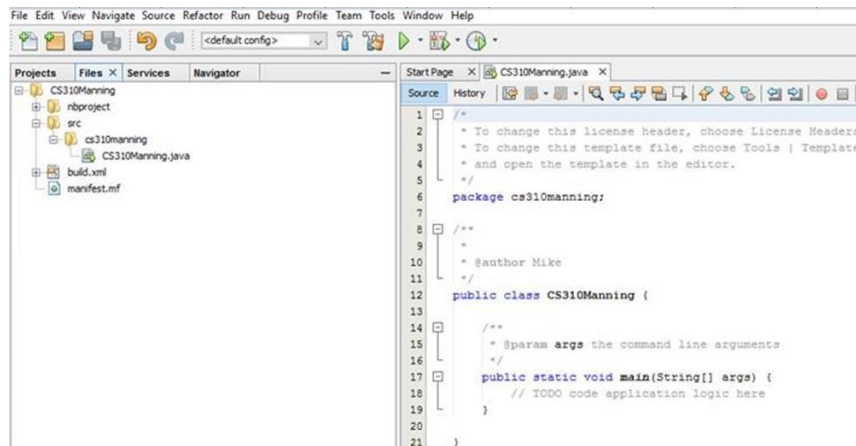 File Edit View Navigate Source Refactor Run Debug Profile Team Tools Window Help
<default config>
Projects Files Services Navigator
CS310Manning
nbproject
src
cs310manning
CS310Manning.java
build.xml
manifest.mf
Start Page CS310Manning.java
Source History
1 /*
2 * To change this license header, choose License Headers
3 * To change this template file, choose Tools | Template
4 * and open the template in the editor.
5 */
6 package cs310manning;
7
8 /**
9 *
10 * @author Mike
11 */
12 public class CS310Manning {
13
14 /**
15 * @param args the command line arguments
16 */
17 public static void main(String[] args) {
18 // TODO code application logic here
19 }
20
21 }